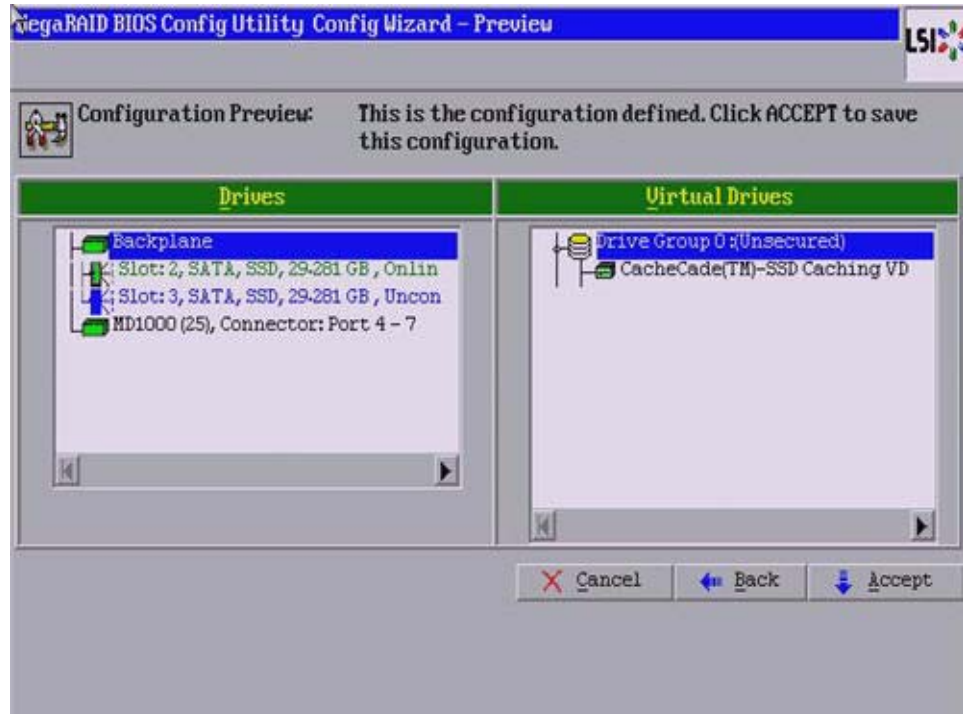 MegaRAID BIOS Config Utility Config Wizard - Preview
LSI
Configuration Preview: This is the configuration defined. Click ACCEPT to save
this configuration.
Drives
Virtual Drives
Backplane
Slot: 2, SATA, SSD, 29.281 GB, Onlin
Slot: 3, SATA, SSD, 29.281 GB, Uncon
MD1000 (25), Connector: Port 4 - 7
Drive Group 0 :(Unsecured)
CacheCade(TM)-SSD Caching VD
Cancel
Back
Accept